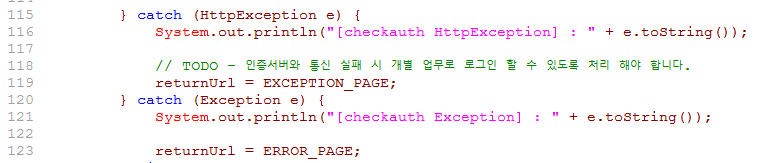 115 } catch (HttpException e) {
116 System.out.println("[checkauth HttpException] : " + e.toString());
117
118 // TODO - 인증서버와 통신 실패 시 개별 업무로 로그인 할 수 있도록 처리 해야 합니다.
119 returnUrl = EXCEPTION_PAGE;
120 } catch (Exception e) {
121 System.out.println("[checkauth Exception] : " + e.toString());
122
123 returnUrl = ERROR_PAGE;